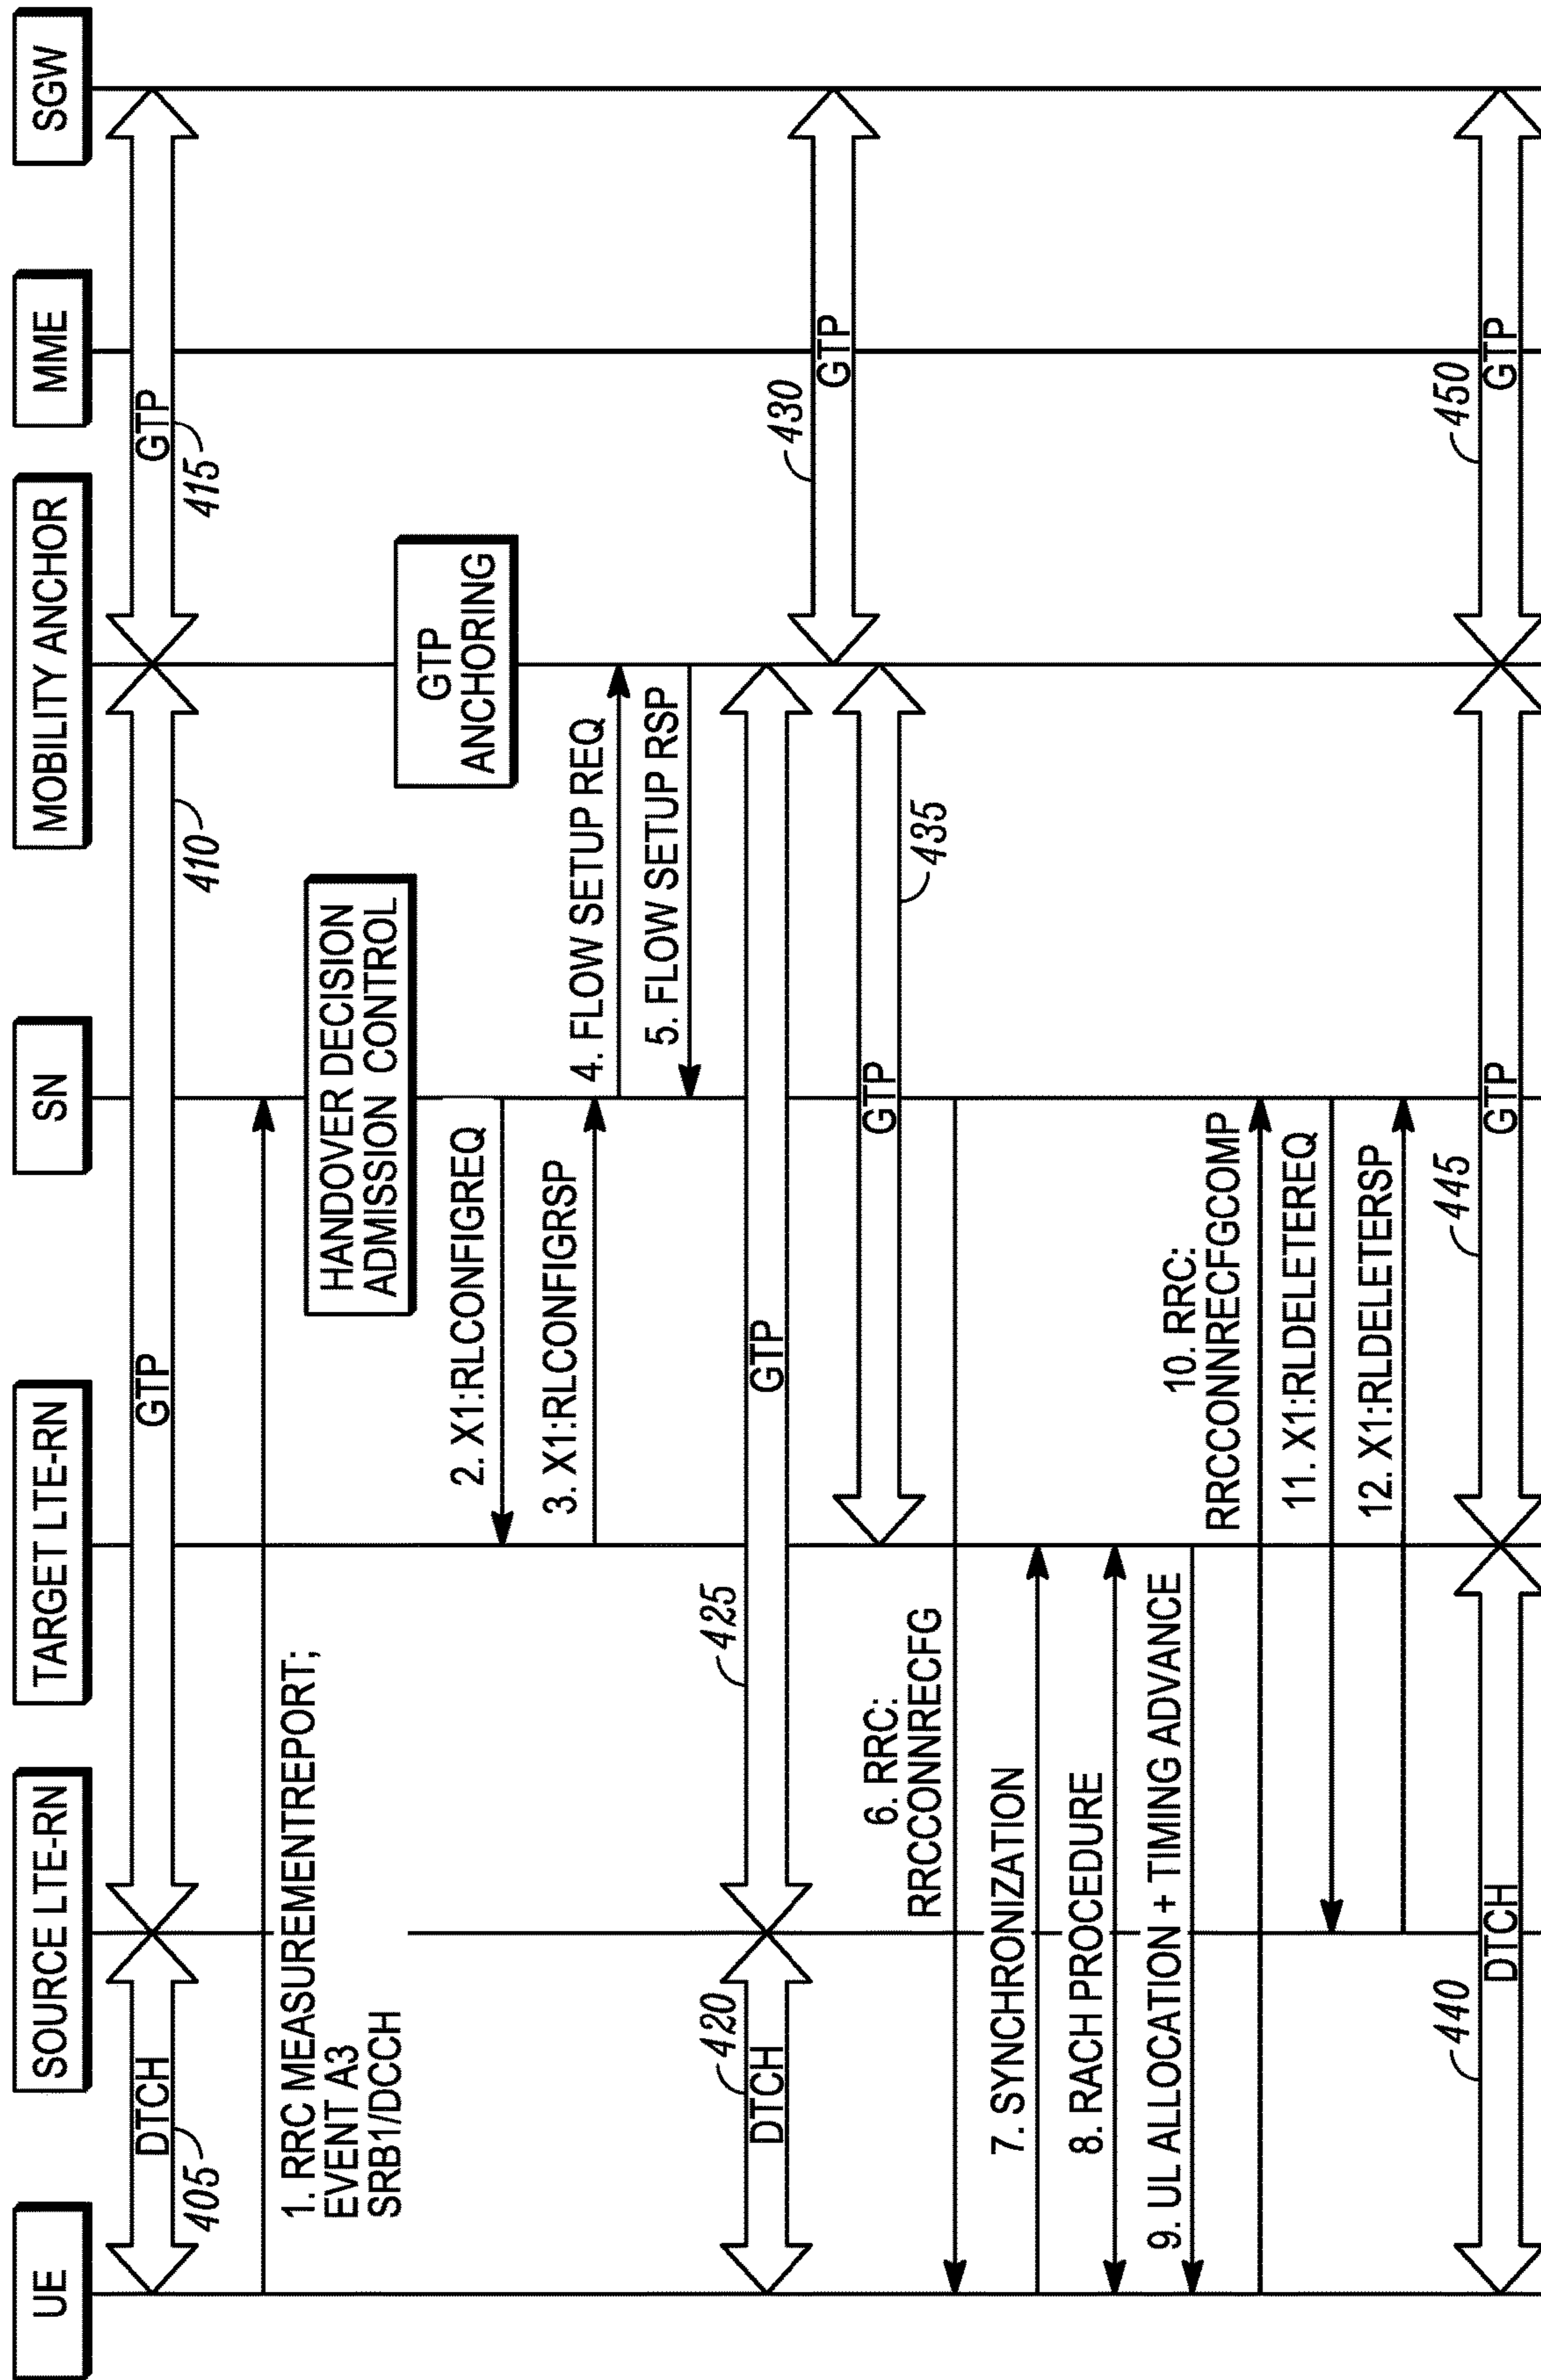 UE
SOURCE LTE-RN
TARGET LTE-RN
SN
MOBILITY ANCHOR
MME
SGW
DTCH
GTP
GTP
405
410
415
1. RRC MEASUREMENTREPORT;
EVENT A3
SRB1/DCCH
HANDOVER DECISION
ADMISSION CONTROL
GTP
ANCHORING
2. X1:RLCONFIGREQ
3. X1:RLCONFIGRSP
4. FLOW SETUP REQ
5. FLOW SETUP RSP
420
425
DTCH
GTP
430
GTP
GTP
435
6. RRC:
RRCCONNRECFG
7. SYNCHRONIZATION
8. RACH PROCEDURE
9. UL ALLOCATION + TIMING ADVANCE
10. RRC:
RRCCONNRECFGCOMP
11. X1:RLDELETEREQ
12. X1:RLDELETERSP
440
445
450
DTCH
GTP
GTP